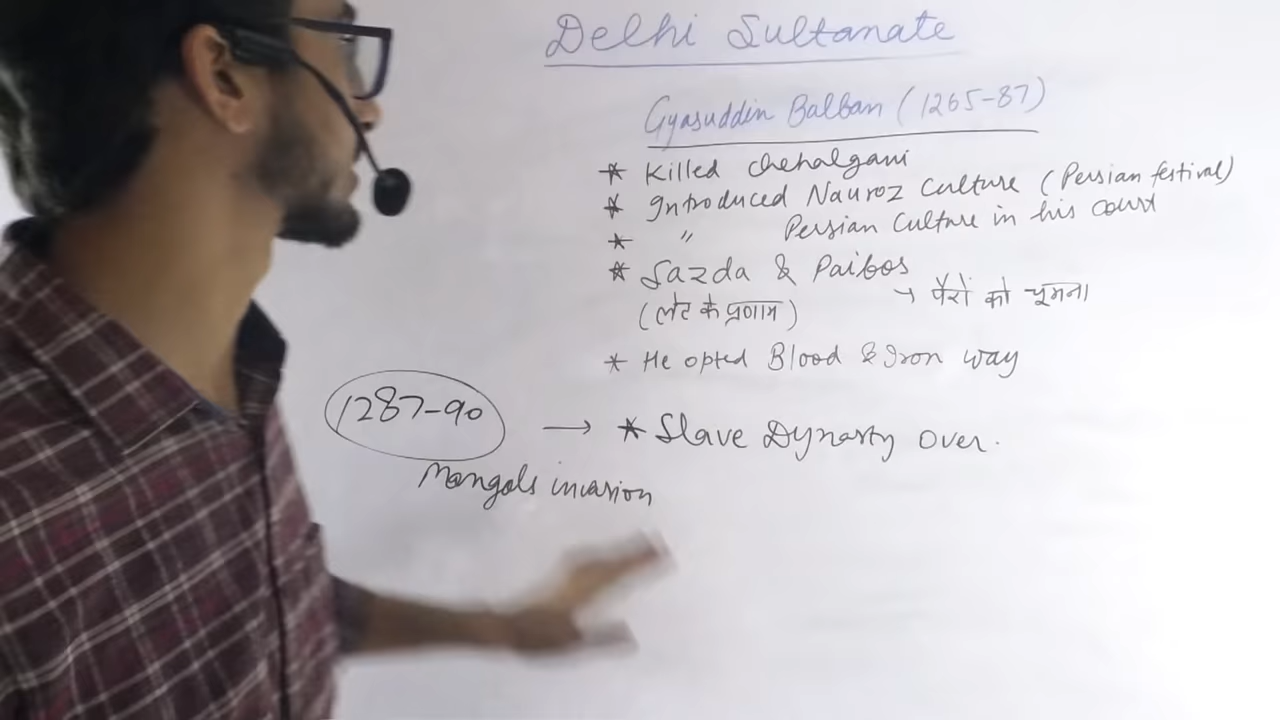 Delhi Sultanate
Gyasuddin Balban (1265-87)
* Killed chehalgani
* Introduced Nauroz Culture (Persian festival)
* " Persian Culture in his court
* Sazda & Paibos
(लेट के प्रणाम) → पैरों को चूमना
* He opted Blood & Iron way
1287-90 → * Slave Dynasty over.
Mongols invasion